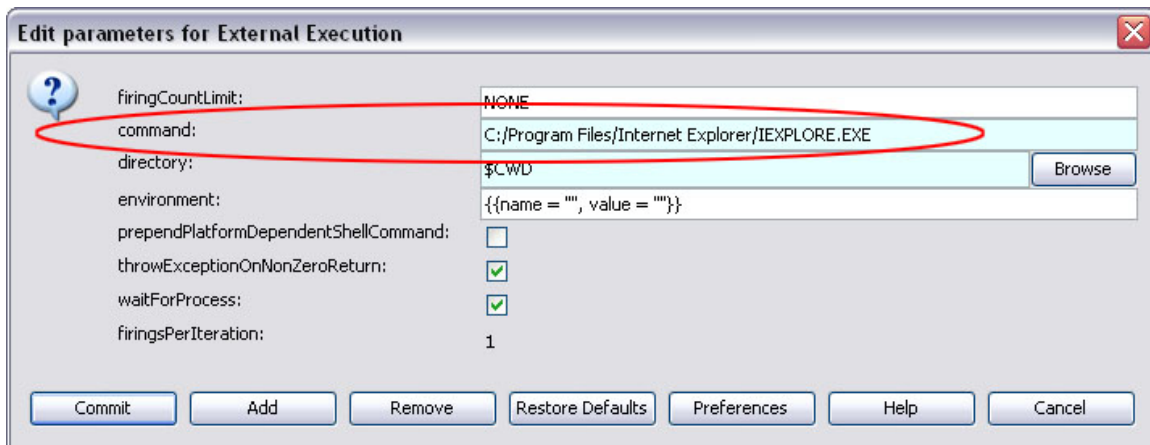 Edit parameters for External Execution
firingCountLimit: NONE
command: C:/Program Files/Internet Explorer/IEXPLORE.EXE
directory: $CWD Browse
environment: {{name = "", value = ""}}
prependPlatformDependentShellCommand:
throwExceptionOnNonZeroReturn:
waitForProcess:
firingsPerIteration: 1
Commit Add Remove Restore Defaults Preferences Help Cancel